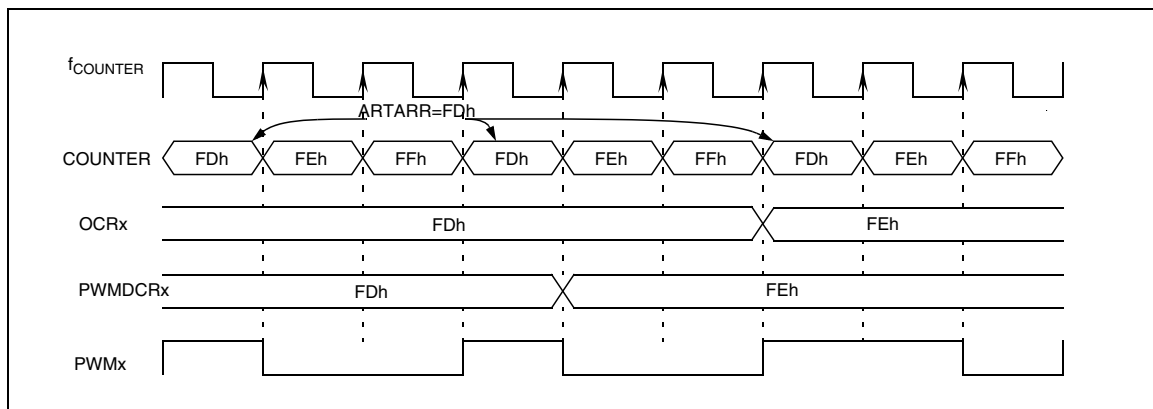 fCOUNTER
ARTARR=FDh
COUNTER FDh FEh FFh FDh FEh FFh FDh FEh FFh
OCRx FDh FEh
PWMDCRx FDh FEh
PWMx